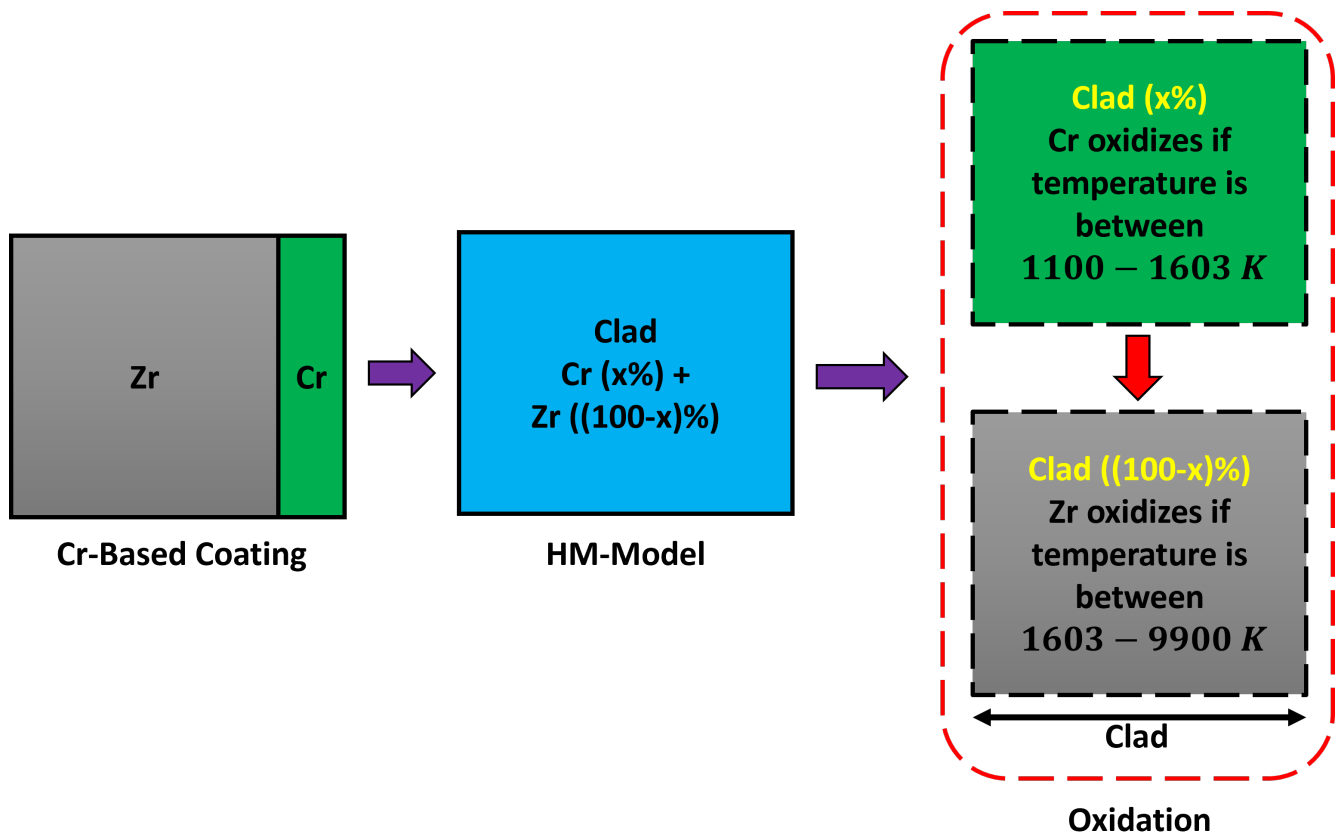 Zr
Cr
Cr-Based Coating
Clad
Cr (x%) +
Zr ((100-x)%)
HM-Model
Clad (x%)
Cr oxidizes if
temperature is
between
1100 − 1603 K
Clad ((100-x)%)
Zr oxidizes if
temperature is
between
1603 − 9900 K
Clad
Oxidation